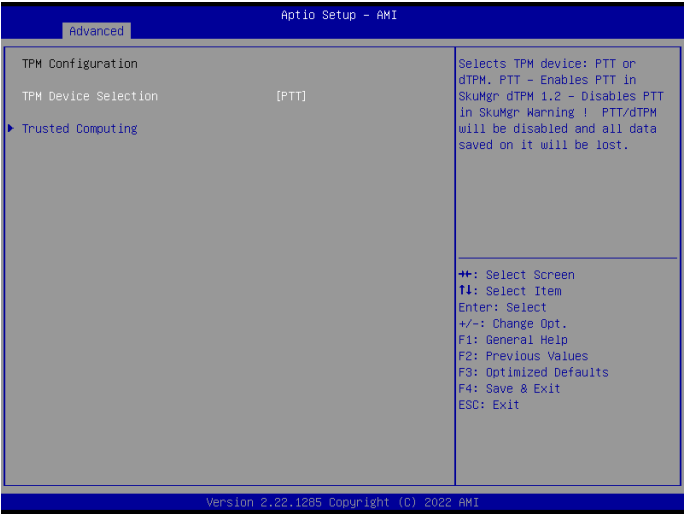 Aptio Setup – AMI
Advanced
TPM Configuration
TPM Device Selection [PTT]
Trusted Computing
Selects TPM device: PTT or
dTPM. PTT – Enables PTT in
SkuMgr dTPM 1.2 – Disables PTT
in SkuMgr Warning ! PTT/dTPM
will be disabled and all data
saved on it will be lost.
→←: Select Screen
↑↓: Select Item
Enter: Select
+/-: Change Opt.
F1: General Help
F2: Previous Values
F3: Optimized Defaults
F4: Save & Exit
ESC: Exit
Version 2.22.1285 Copyright (C) 2022 AMI